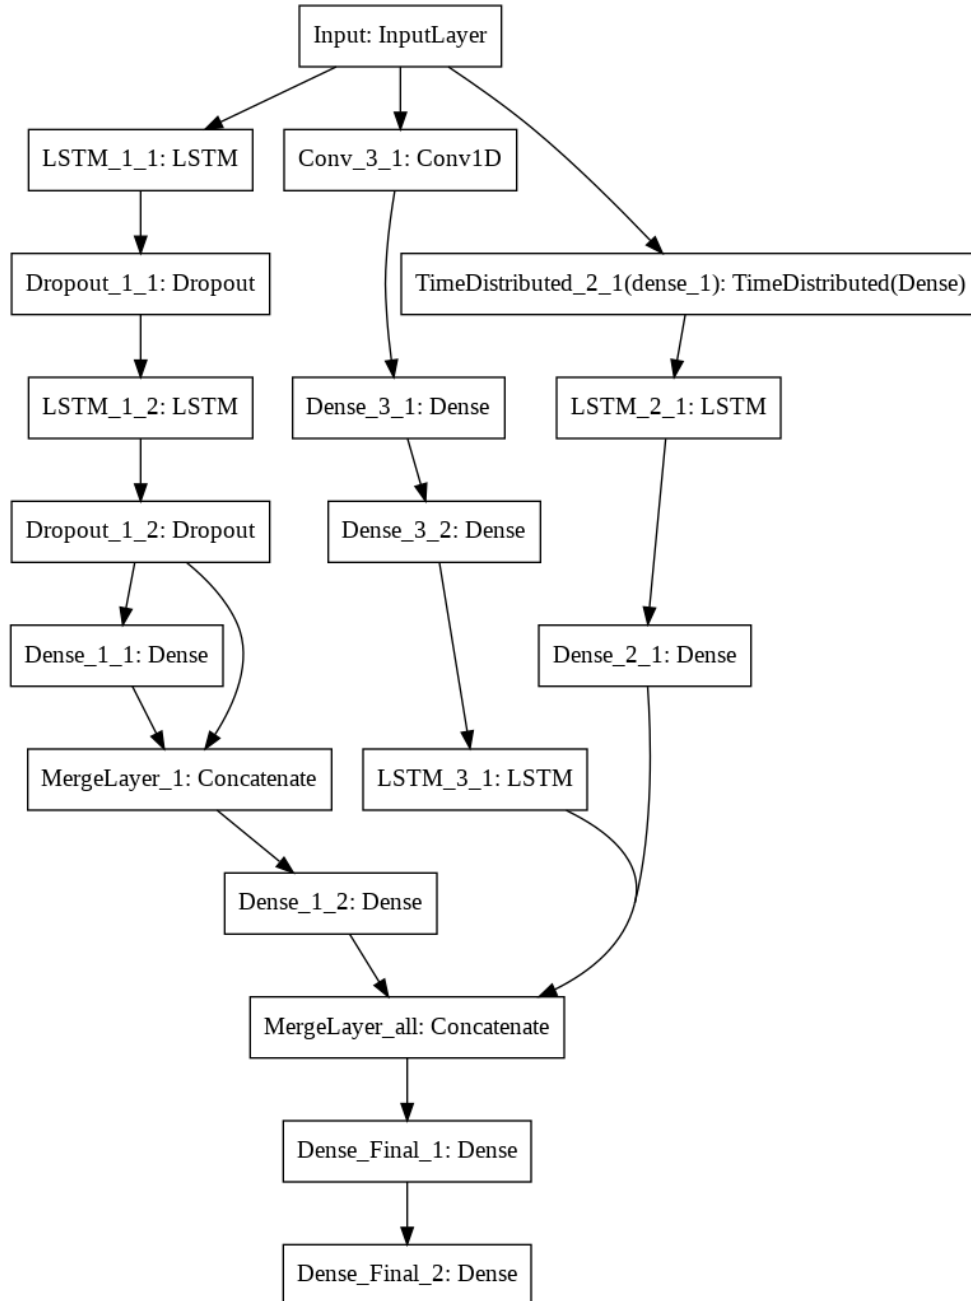 Input: InputLayer
LSTM_1_1: LSTM
Conv_3_1: Conv1D
Dropout_1_1: Dropout
TimeDistributed_2_1(dense_1): TimeDistributed(Dense)
LSTM_1_2: LSTM
Dense_3_1: Dense
LSTM_2_1: LSTM
Dropout_1_2: Dropout
Dense_3_2: Dense
Dense_1_1: Dense
Dense_2_1: Dense
MergeLayer_1: Concatenate
LSTM_3_1: LSTM
Dense_1_2: Dense
MergeLayer_all: Concatenate
Dense_Final_1: Dense
Dense_Final_2: Dense